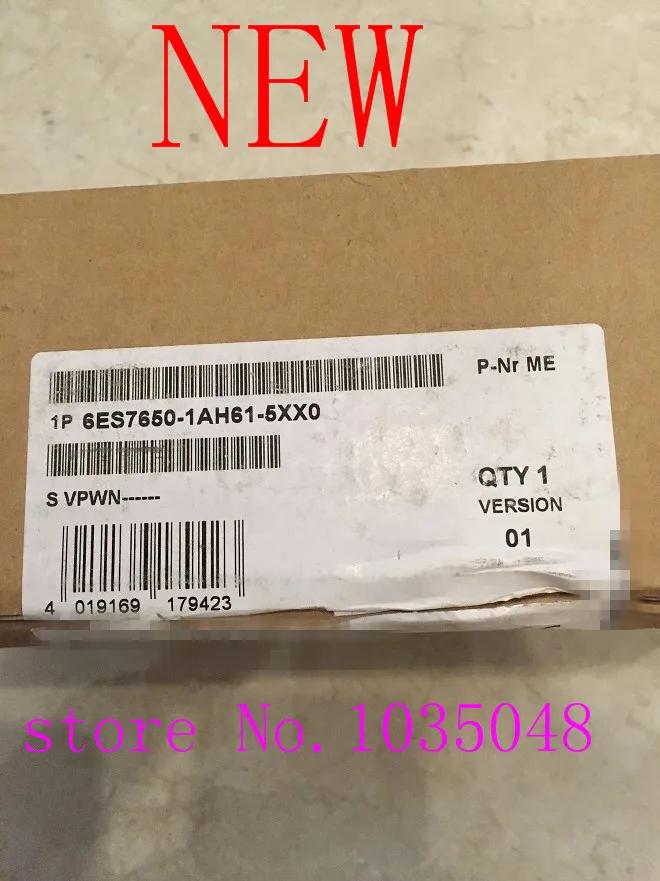 NEW
P-Nr ME
1P 6ES7650-1AH61-5XX0
QTY 1
S VPWN------
VERSION
01
4 019169 179423
store No.1035048